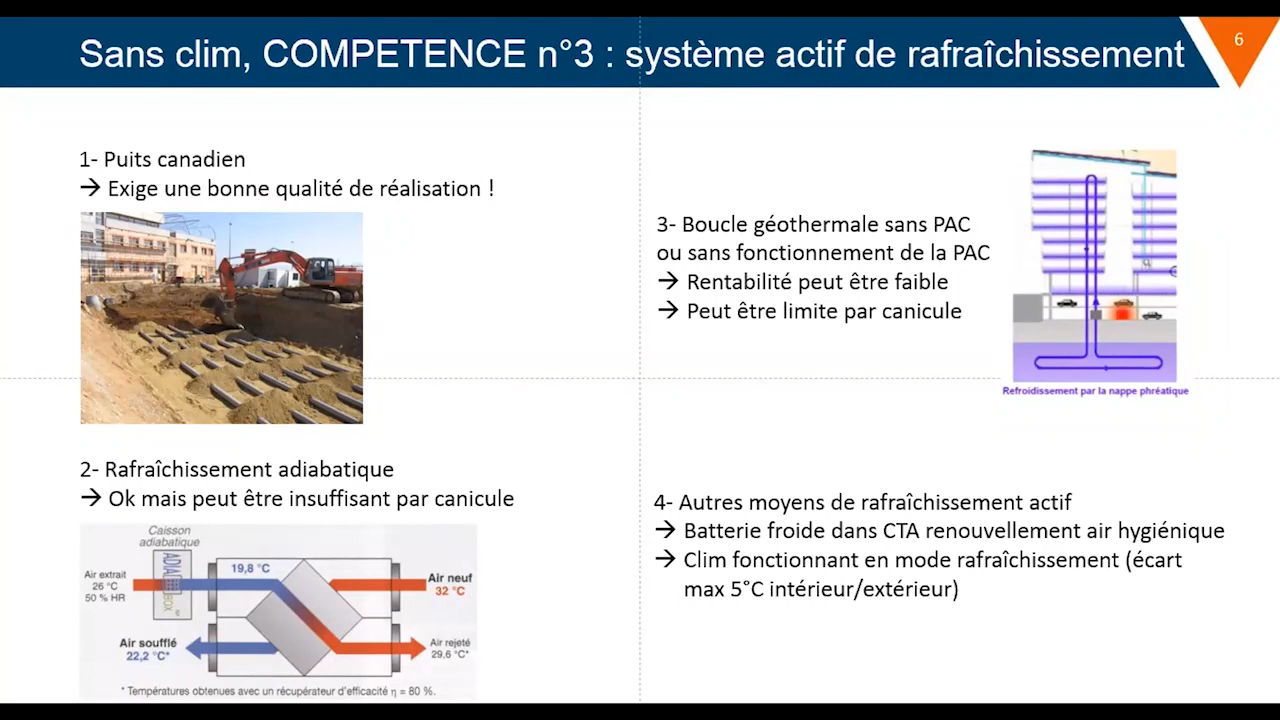 Sans clim, COMPETENCE n°3 : système actif de rafraîchissement
6
1- Puits canadien
→ Exige une bonne qualité de réalisation !
2- Rafraîchissement adiabatique
→ Ok mais peut être insuffisant par canicule
Caisson
adiabatique
ADIA
BOX
Air extrait
26 °C
50 % HR
19,8 °C
Air neuf
32 °C
Air soufflé
22,2 °C*
Air rejeté
29,6 °C*
* Températures obtenues avec un récupérateur d'efficacité η = 80 %.
3- Boucle géothermale sans PAC
ou sans fonctionnement de la PAC
→ Rentabilité peut être faible
→ Peut être limite par canicule
Refroidissement par la nappe phréatique
4- Autres moyens de rafraîchissement actif
→ Batterie froide dans CTA renouvellement air hygiénique
→ Clim fonctionnant en mode rafraîchissement (écart
max 5°C intérieur/extérieur)